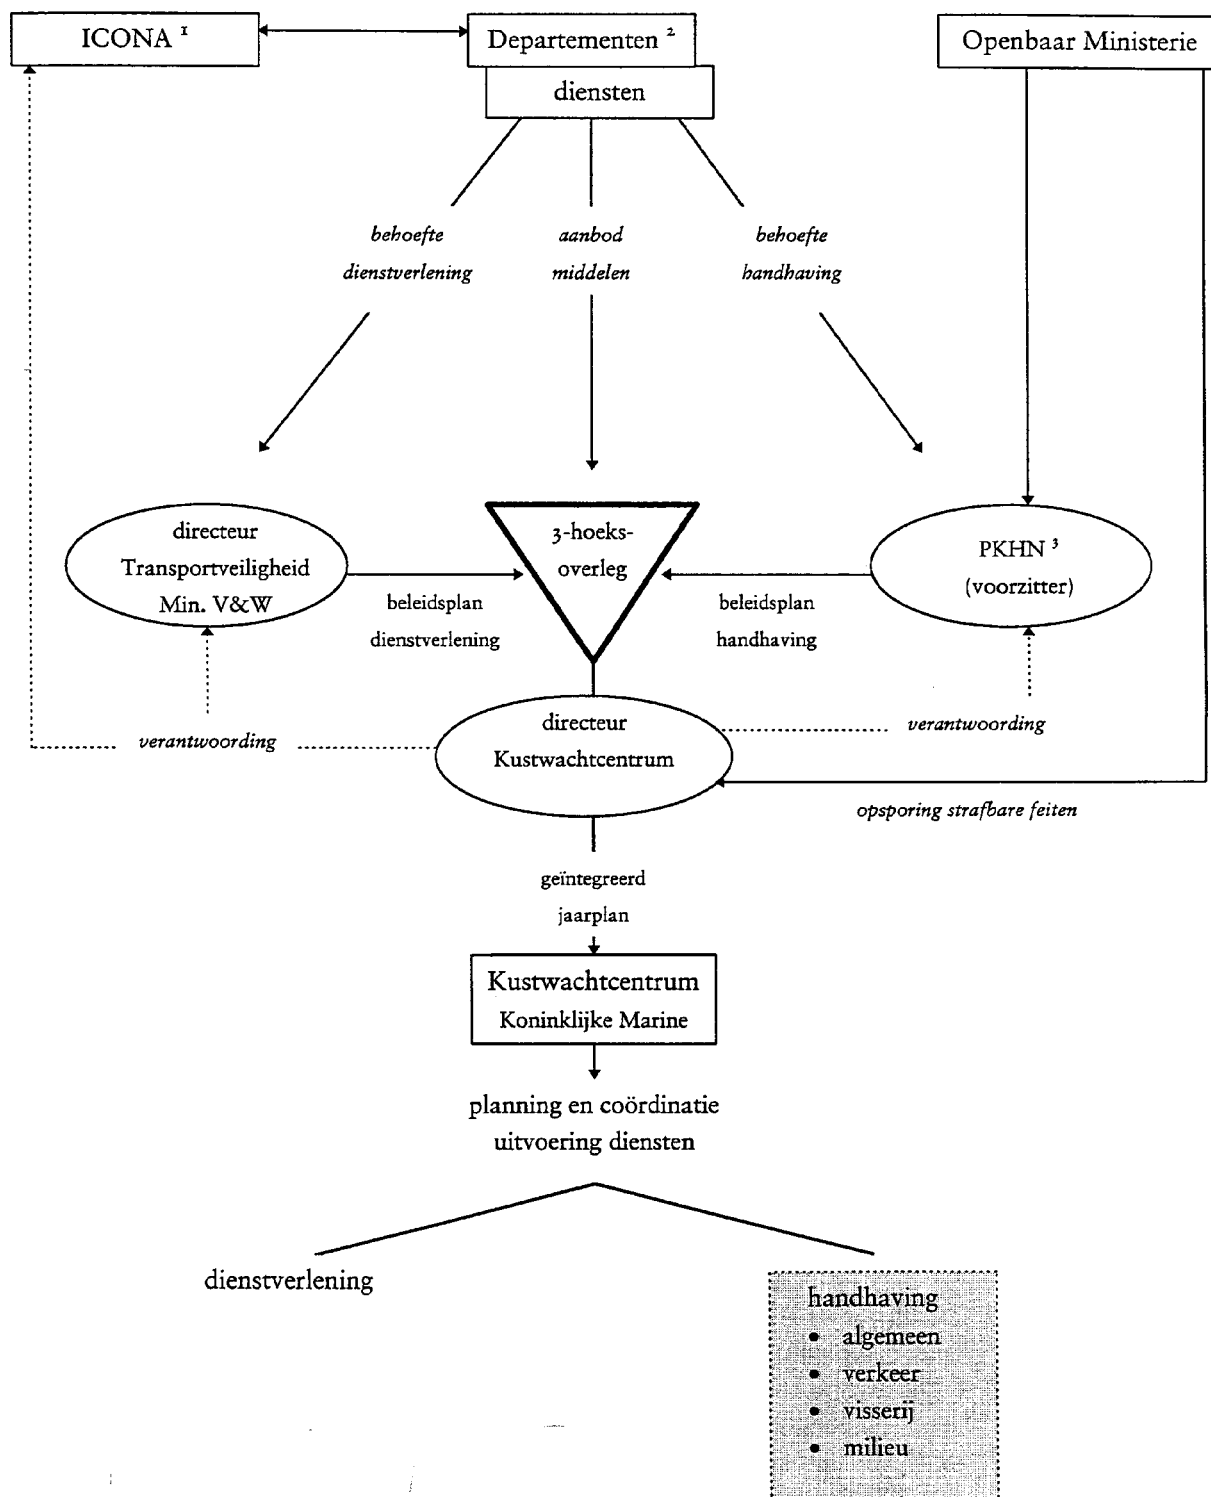 ICONA ¹
Departementen ²
Openbaar Ministerie
diensten
behoefte
dienstverlening
aanbod
middelen
behoefte
handhaving
directeur
Transportveiligheid
Min. V&W
3-hoeks-
overleg
PKHN ³
(voorzitter)
beleidsplan
dienstverlening
beleidsplan
handhaving
directeur
Kustwachtcentrum
verantwoording
verantwoording
opsporing strafbare feiten
geïntegreerd
jaarplan
Kustwachtcentrum
Koninklijke Marine
planning en coördinatie
uitvoering diensten
dienstverlening
handhaving
• algemeen
• verkeer
• visserij
• milieu